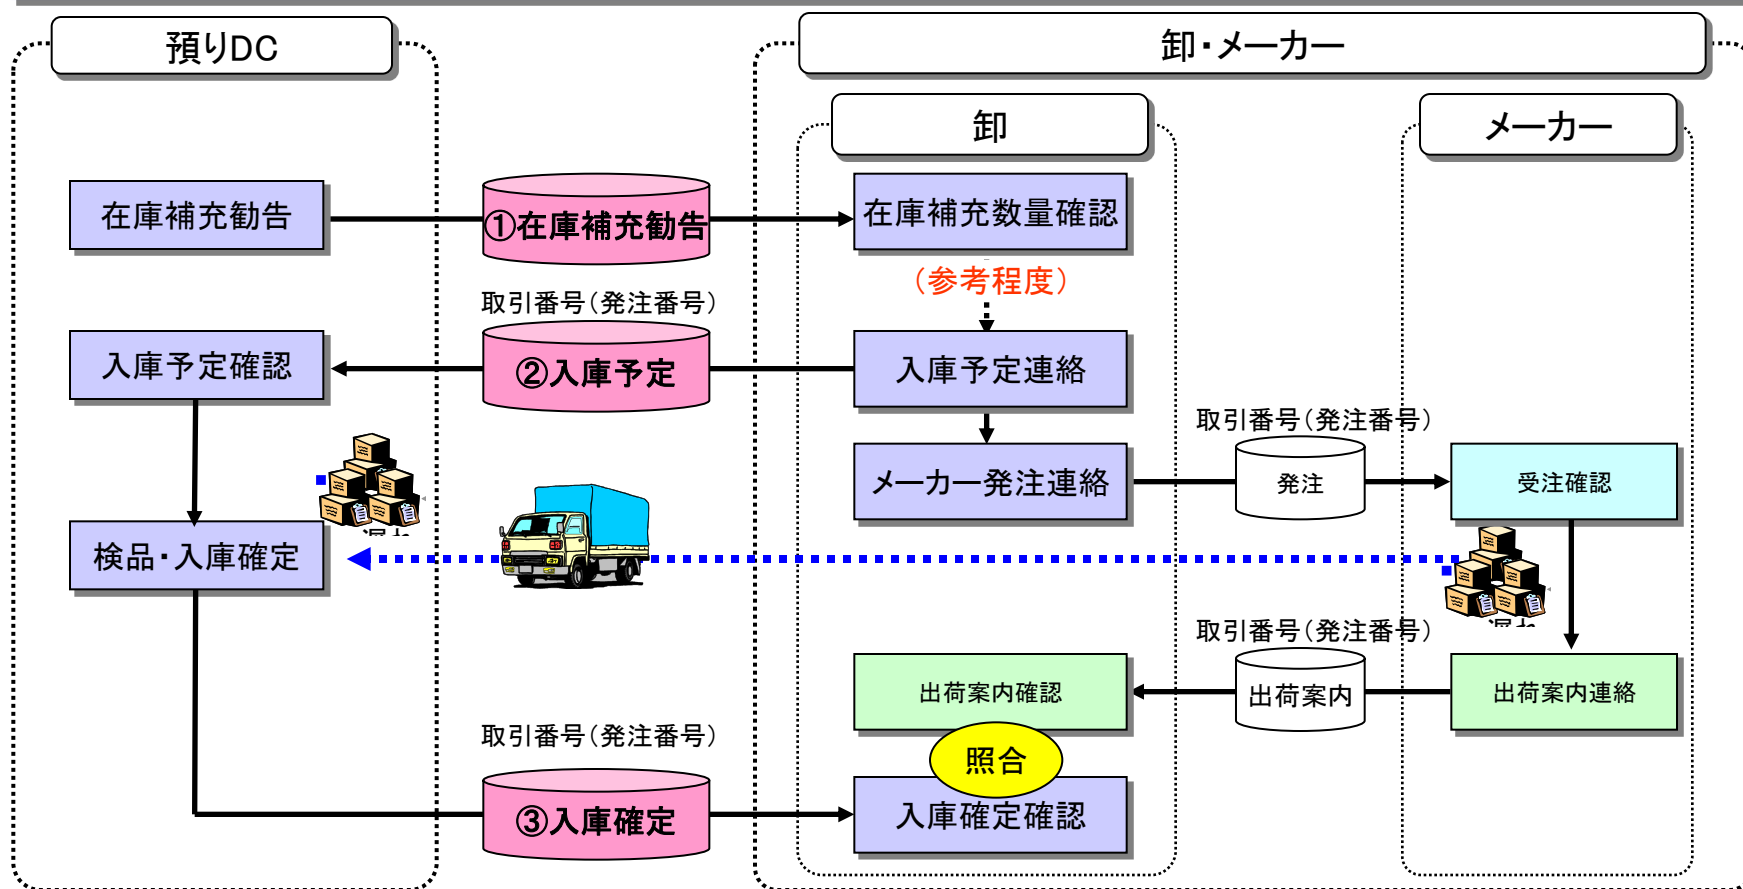 預りDC
卸・メーカー
卸
メーカー
在庫補充勧告
①在庫補充勧告
在庫補充数量確認
(参考程度)
取引番号(発注番号)
入庫予定確認
②入庫予定
入庫予定連絡
取引番号(発注番号)
メーカー発注連絡
発注
受注確認
検品・入庫確定
取引番号(発注番号)
出荷案内確認
出荷案内
出荷案内連絡
取引番号(発注番号)
照合
③入庫確定
入庫確定確認